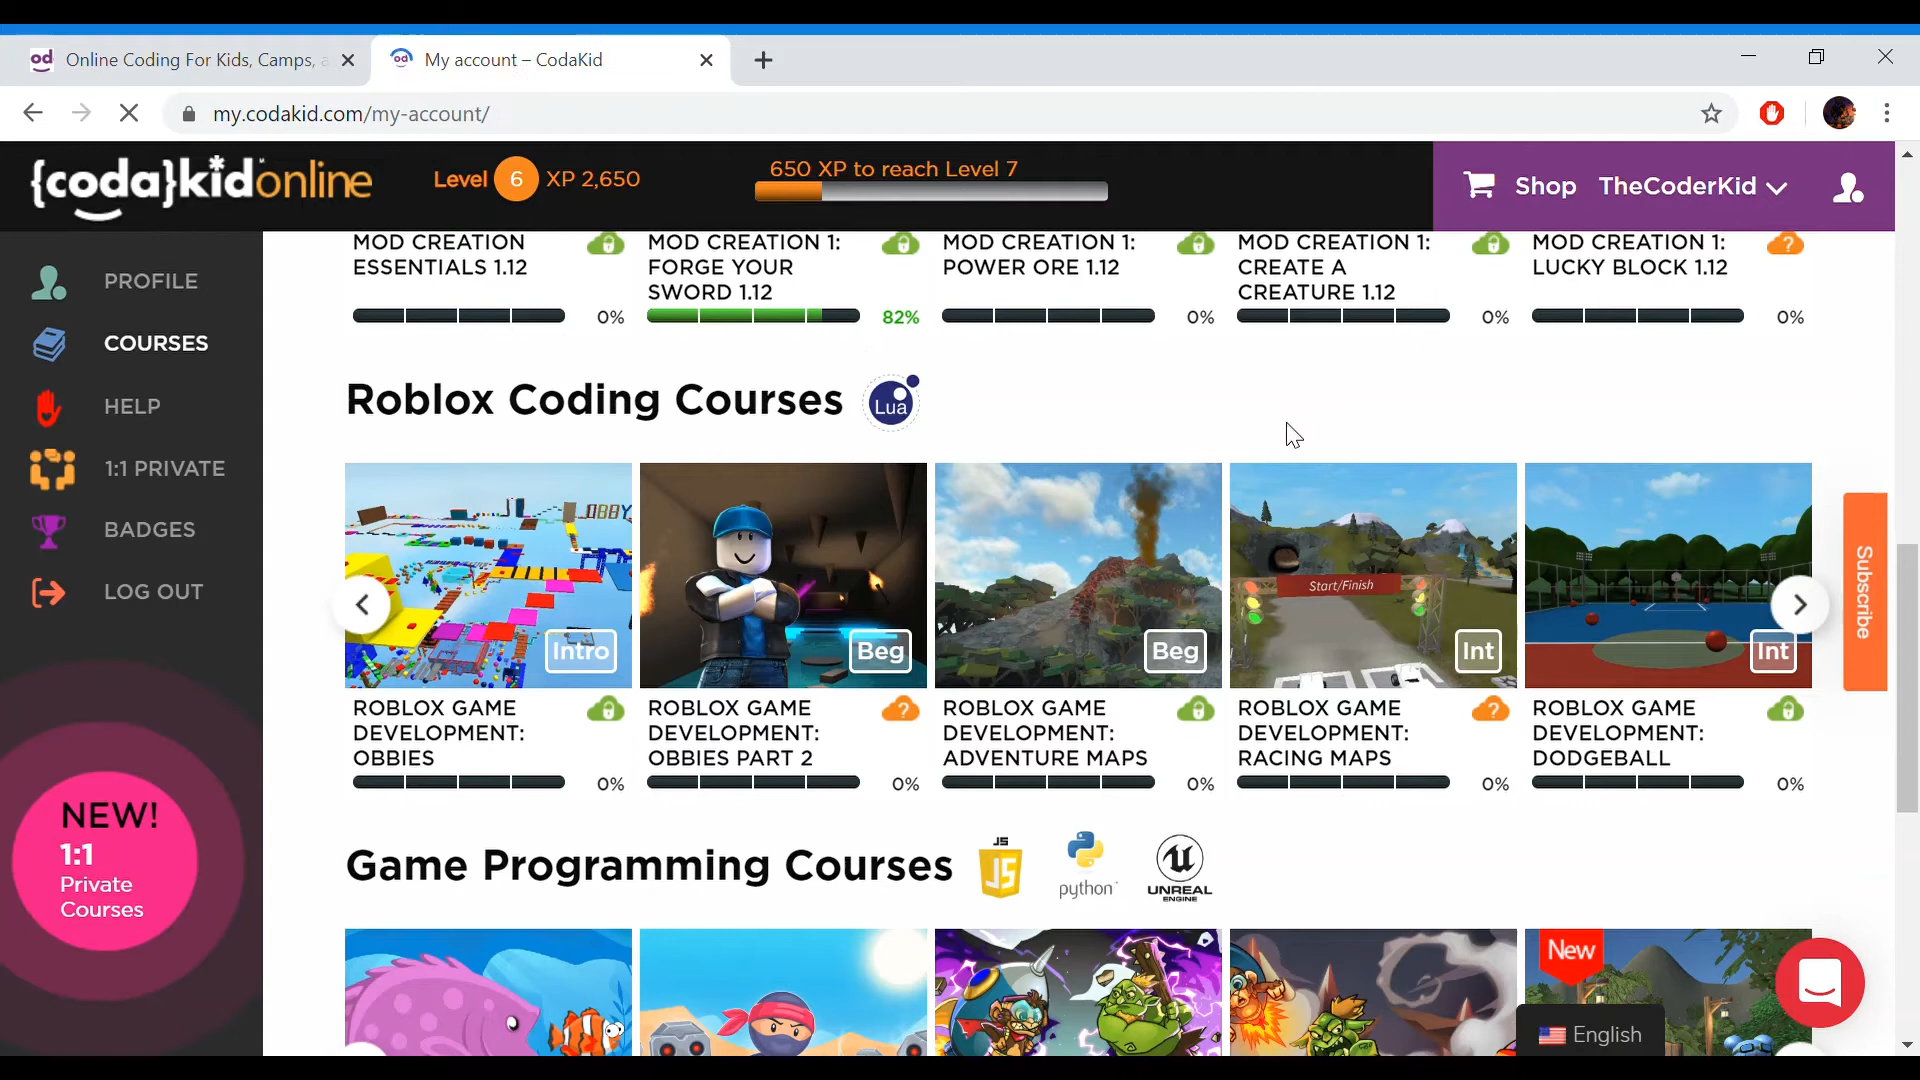 od Online Coding For Kids, Camps, a
od My account – CodaKid
my.codakid.com/my-account/
{coda}kidonline
Level 6 XP 2,650
650 XP to reach Level 7
Shop TheCoderKid
PROFILE
COURSES
HELP
1:1 PRIVATE
BADGES
LOG OUT
NEW!
1:1
Private
Courses
MOD CREATION
ESSENTIALS 1.12
0%
MOD CREATION 1:
FORGE YOUR
SWORD 1.12
82%
MOD CREATION 1:
POWER ORE 1.12
0%
MOD CREATION 1:
CREATE A
CREATURE 1.12
0%
MOD CREATION 1:
LUCKY BLOCK 1.12
?
0%
Roblox Coding Courses Lua
OBBY
Intro
ROBLOX GAME
DEVELOPMENT:
OBBIES
0%
Beg
ROBLOX GAME
DEVELOPMENT:
OBBIES PART 2
?
0%
Beg
ROBLOX GAME
DEVELOPMENT:
ADVENTURE MAPS
0%
Start/Finish
Int
ROBLOX GAME
DEVELOPMENT:
RACING MAPS
?
0%
Int
ROBLOX GAME
DEVELOPMENT:
DODGEBALL
0%
Subscribe
Game Programming Courses
JS
JS
python
UNREAL
ENGINE
New
English